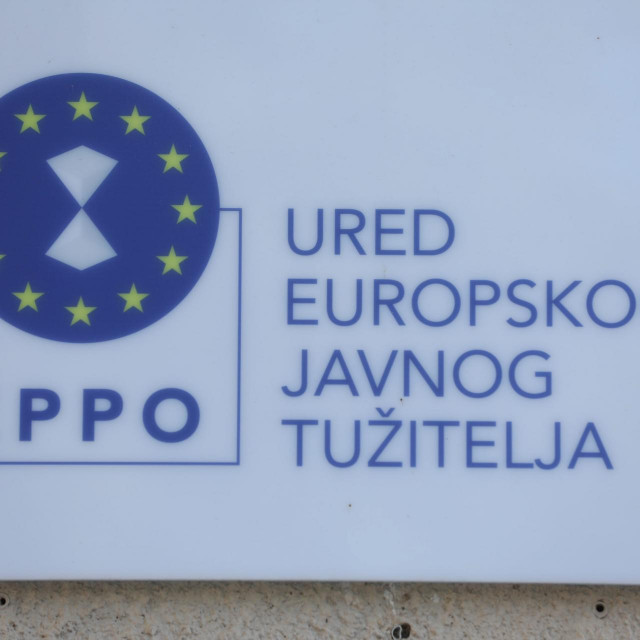 PPO
URED
EUROPSKO
JAVNOG
TUŽITELJA